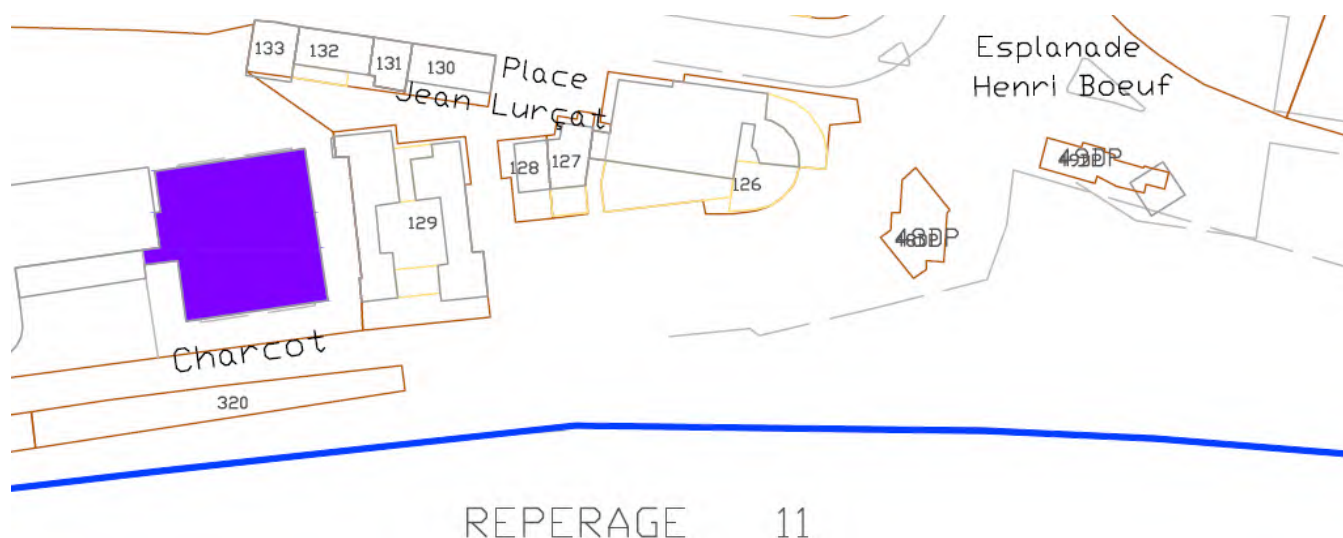 133
132
131
130
Place
Jean Lurçat
Esplanade
Henri Boeuf
128
127
126
129
Charcot
320
REPERAGE 11